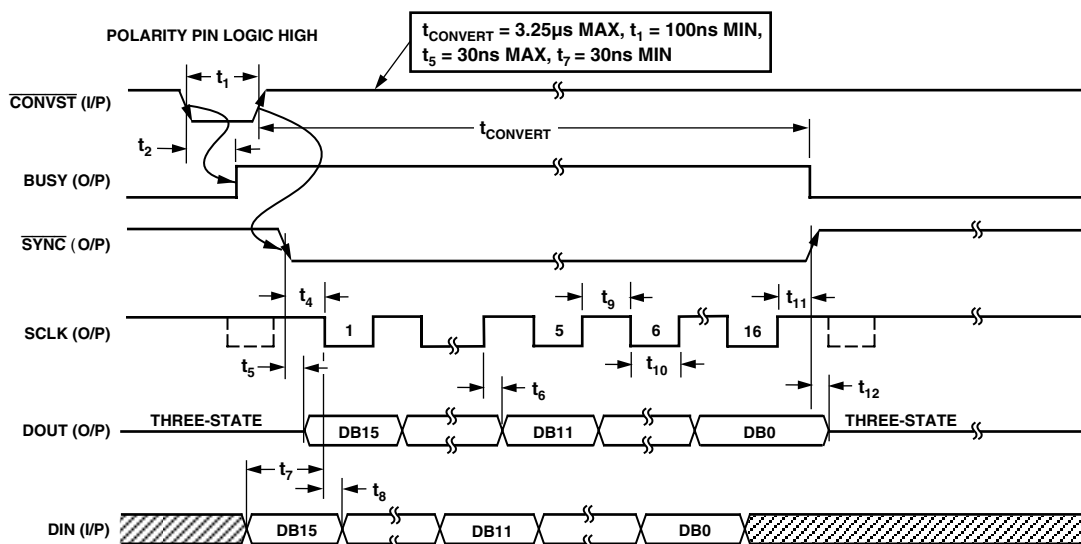 POLARITY PIN LOGIC HIGH
tCONVERT = 3.25µs MAX, t1 = 100ns MIN,
t5 = 30ns MAX, t7 = 30ns MIN
t1
CONVST (I/P)
tCONVERT
t2
BUSY (O/P)
SYNC (O/P)
t4
t9
t11
SCLK (O/P)
1
5
6
16
t5
t10
t6
t12
THREE-STATE
THREE-STATE
DOUT (O/P)
DB15
DB11
DB0
t7
t8
DIN (I/P)
DB15
DB11
DB0